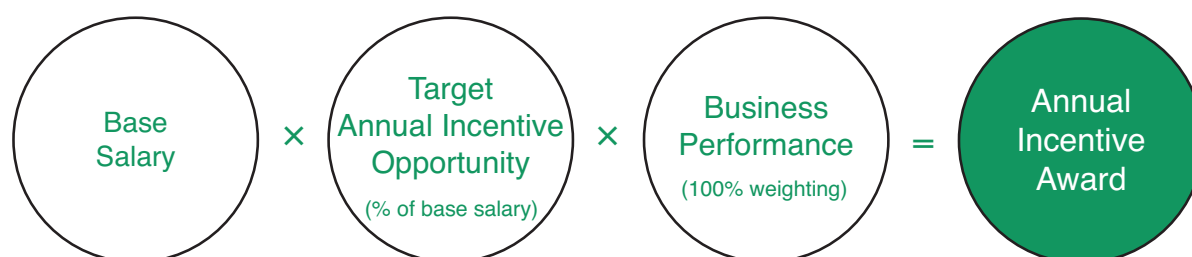 Base
Salary
×
Target
Annual Incentive
Opportunity
(% of base salary)
×
Business
Performance
(100% weighting)
=
Annual
Incentive
Award